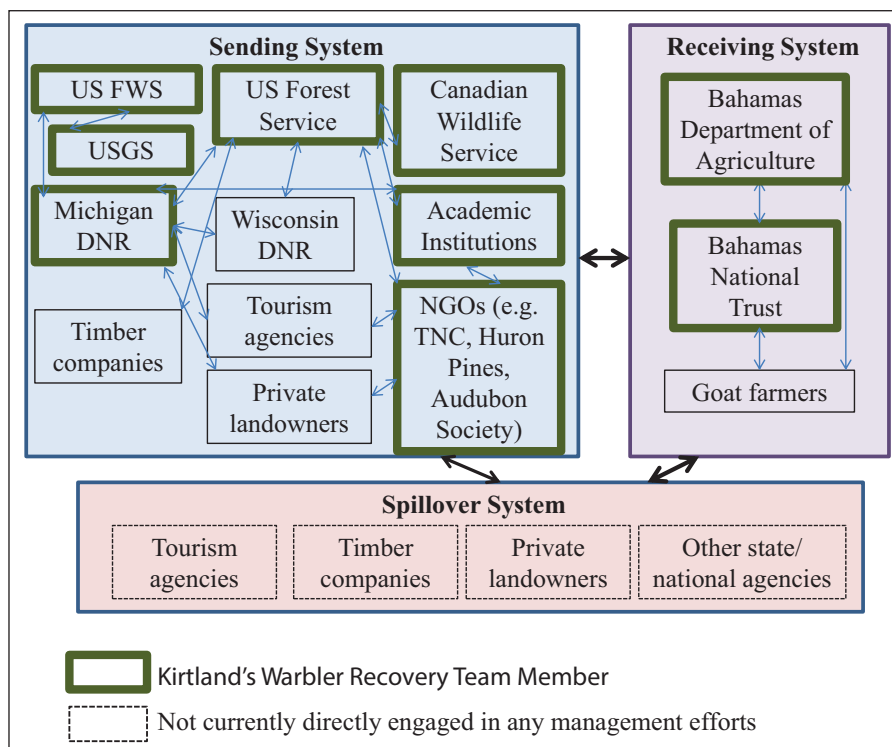 Sending System
US FWS
USGS
US Forest
Service
Canadian
Wildlife
Service
Michigan
DNR
Wisconsin
DNR
Academic
Institutions
Timber
companies
Tourism
agencies
Private
landowners
NGOs (e.g.
TNC, Huron
Pines,
Audubon
Society)
Receiving System
Bahamas
Department of
Agriculture
Bahamas
National
Trust
Goat farmers
Spillover System
Tourism
agencies
Timber
companies
Private
landowners
Other state/
national agencies
Kirtland's Warbler Recovery Team Member
Not currently directly engaged in any management efforts